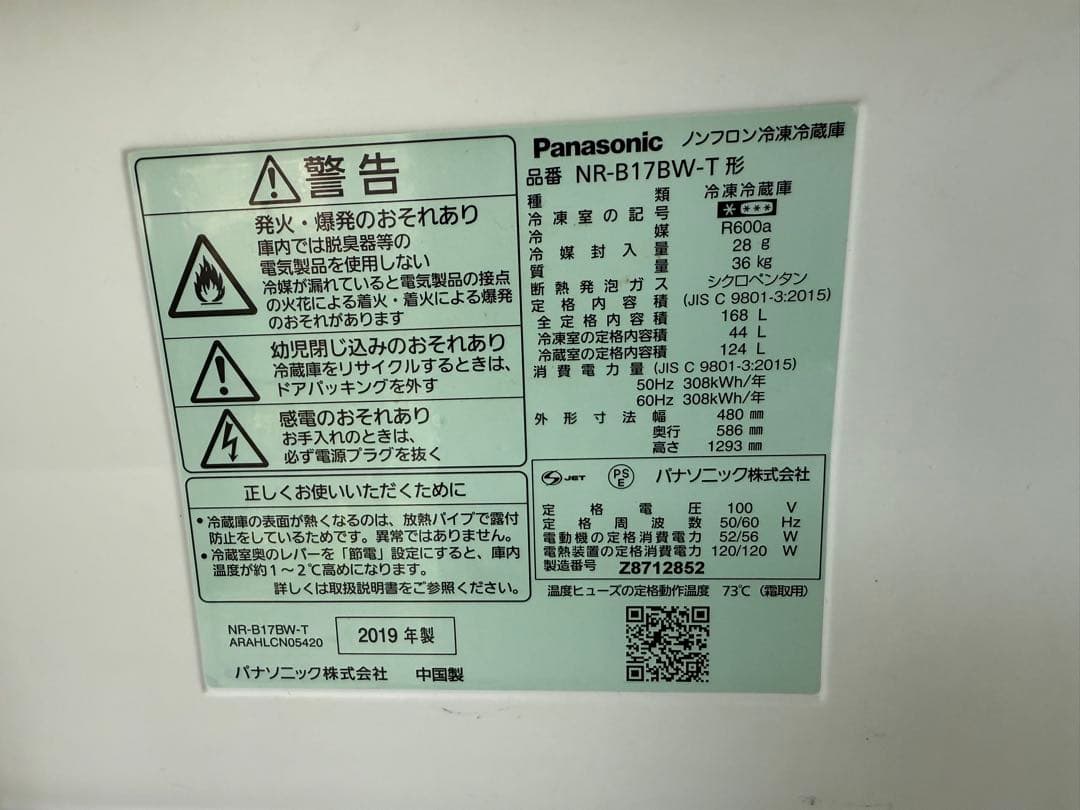 警告
発火・爆発のおそれあり
庫内では脱臭器等の
電気製品を使用しない
冷媒が漏れていると電気製品の接点
の火花による着火・着火による爆発
のおそれがあります
幼児閉じ込みのおそれあり
冷蔵庫をリサイクルするときは、
ドアパッキングを外す
感電のおそれあり
お手入れのときは、
必ず電源プラグを抜く
正しくお使いいただくために
・冷蔵庫の表面が熱くなるのは、放熱パイプで露付
防止をしているためです。異常ではありません。
・冷蔵室奥のレバーを「節電」設定にすると、庫内
温度が約1〜2℃高めになります。
詳しくは取扱説明書をご参照ください。
NR-B17BW-T
ARAHLCN05420
2019 年製
パナソニック株式会社 中国製
Panasonic ノンフロン冷凍冷蔵庫
品番 NR-B17BW-T 形
種類 冷凍冷蔵庫
冷凍室の記号 * ***
冷媒 R600a
冷媒封入量 28 g
質量 36 kg
断熱発泡ガス シクロペンタン
定格内容積 (JIS C 9801-3:2015)
全定格内容積 168 L
冷凍室の定格内容積 44 L
冷蔵室の定格内容積 124 L
消費電力量 (JIS C 9801-3:2015)
50Hz 308kWh/年
60Hz 308kWh/年
外形寸法 幅 480 mm
奥行 586 mm
高さ 1293 mm
S JET PS E パナソニック株式会社
定格電圧 100 V
定格周波数 50/60 Hz
電動機の定格消費電力 52/56 W
電熱装置の定格消費電力 120/120 W
製造番号 Z8712852
温度ヒューズの定格動作温度 73℃ (霜取用)